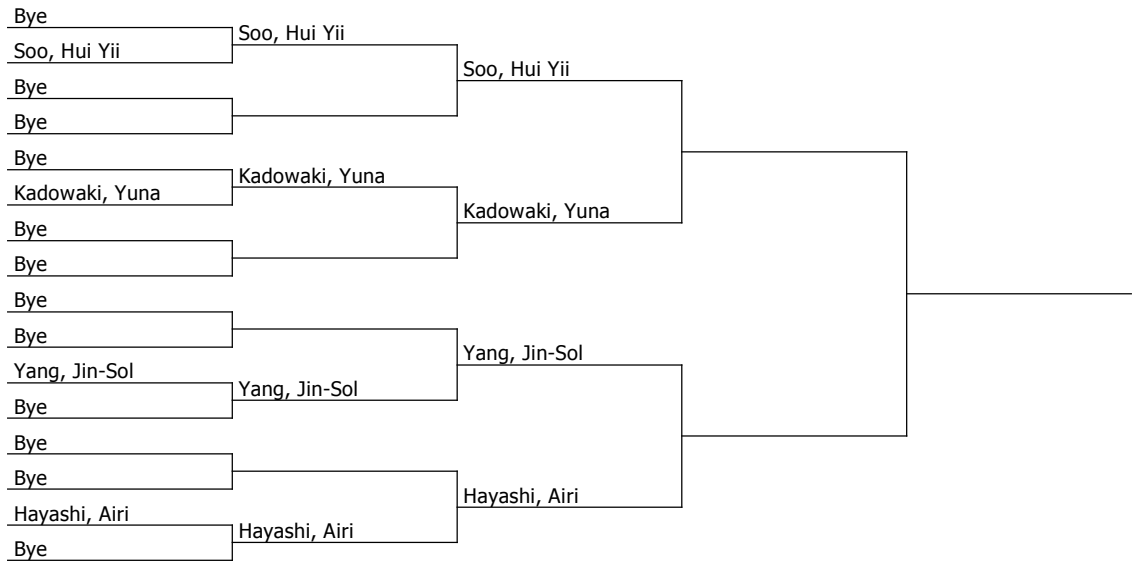 Bye
Soo, Hui Yii
Bye
Bye
Bye
Kadowaki, Yuna
Bye
Bye
Bye
Bye
Yang, Jin-Sol
Bye
Bye
Bye
Hayashi, Airi
Bye
Soo, Hui Yii
Kadowaki, Yuna
Yang, Jin-Sol
Hayashi, Airi
Soo, Hui Yii
Kadowaki, Yuna
Yang, Jin-Sol
Hayashi, Airi